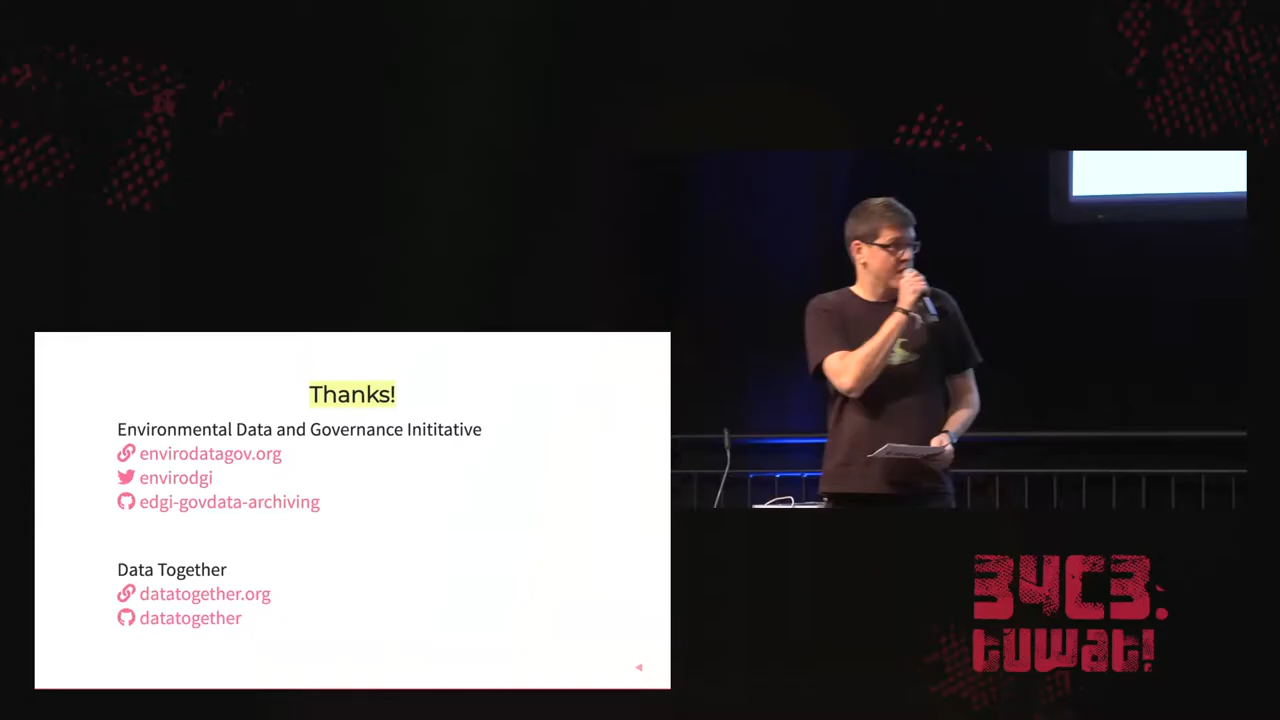 Thanks!
Environmental Data and Governance Inititative
envirodatagov.org
envirodgi
edgi-govdata-archiving
Data Together
datatogether.org
datatogether
34C3.
tuwat!